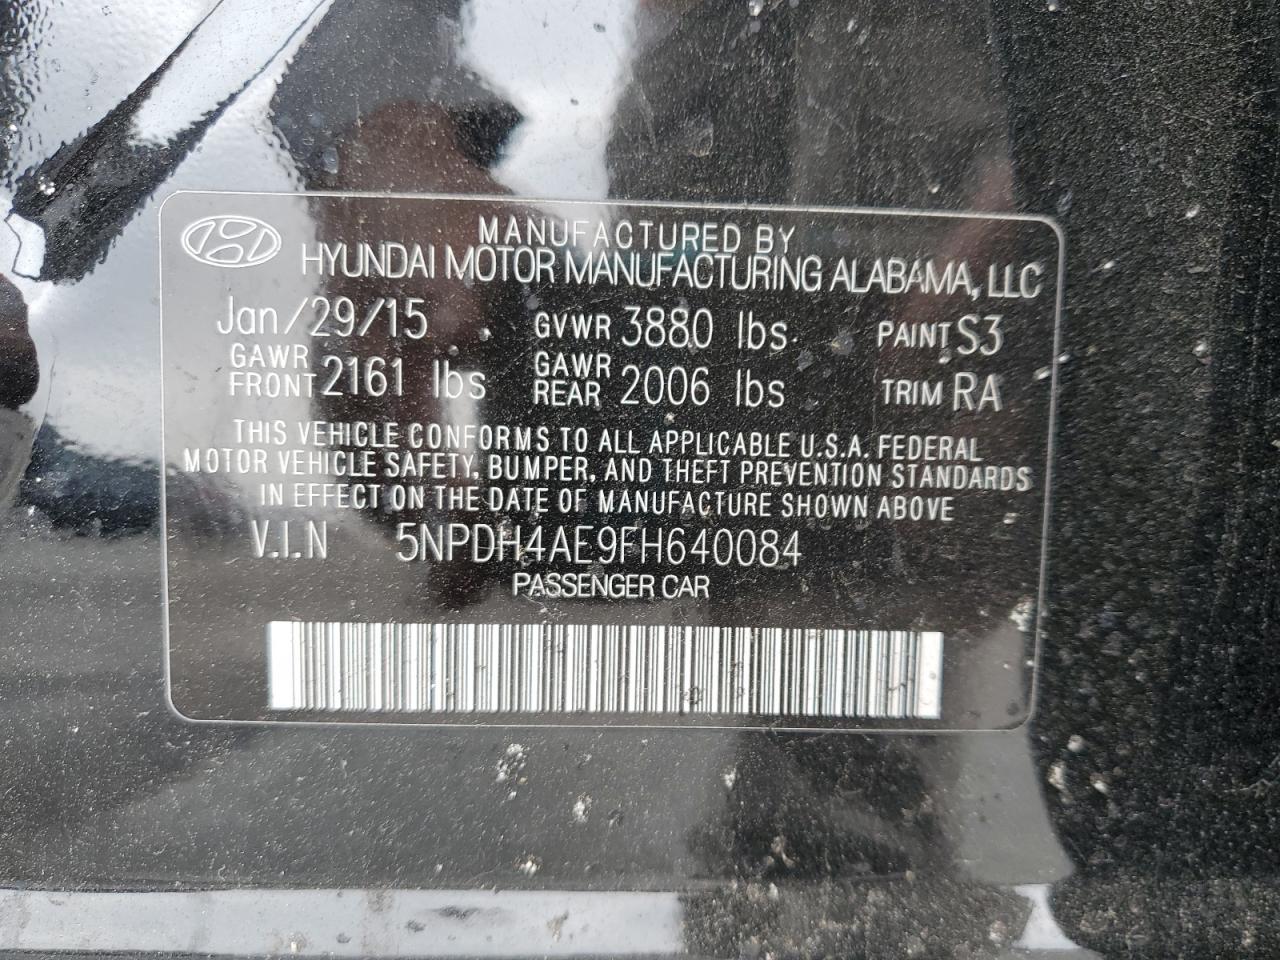 MANUFACTURED BY
HYUNDAI MOTOR MANUFACTURING ALABAMA, LLC
Jan/29/15 GVWR 3880 lbs. PAINT S3
GAWR FRONT 2161 lbs GAWR REAR 2006 lbs TRIM RA
THIS VEHICLE CONFORMS TO ALL APPLICABLE U.S.A. FEDERAL
MOTOR VEHICLE SAFETY, BUMPER, AND THEFT PREVENTION STANDARDS
IN EFFECT ON THE DATE OF MANUFACTURE SHOWN ABOVE
V.I.N 5NPDH4AE9FH640084
PASSENGER CAR